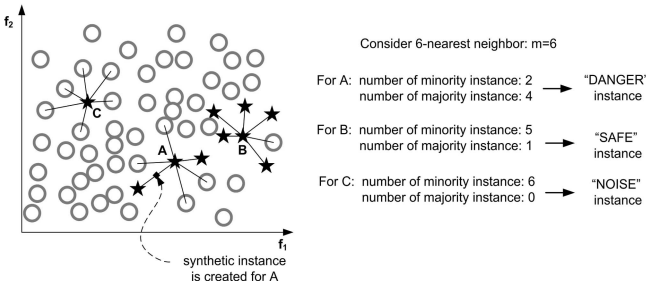 f2
C
A
B
f1
synthetic instance
is created for A
Consider 6-nearest neighbor: m=6
For A: number of minority instance: 2
number of majority instance: 4
“DANGER”
instance
For B: number of minority instance: 5
number of majority instance: 1
“SAFE”
instance
For C: number of minority instance: 6
number of majority instance: 0
“NOISE”
instance